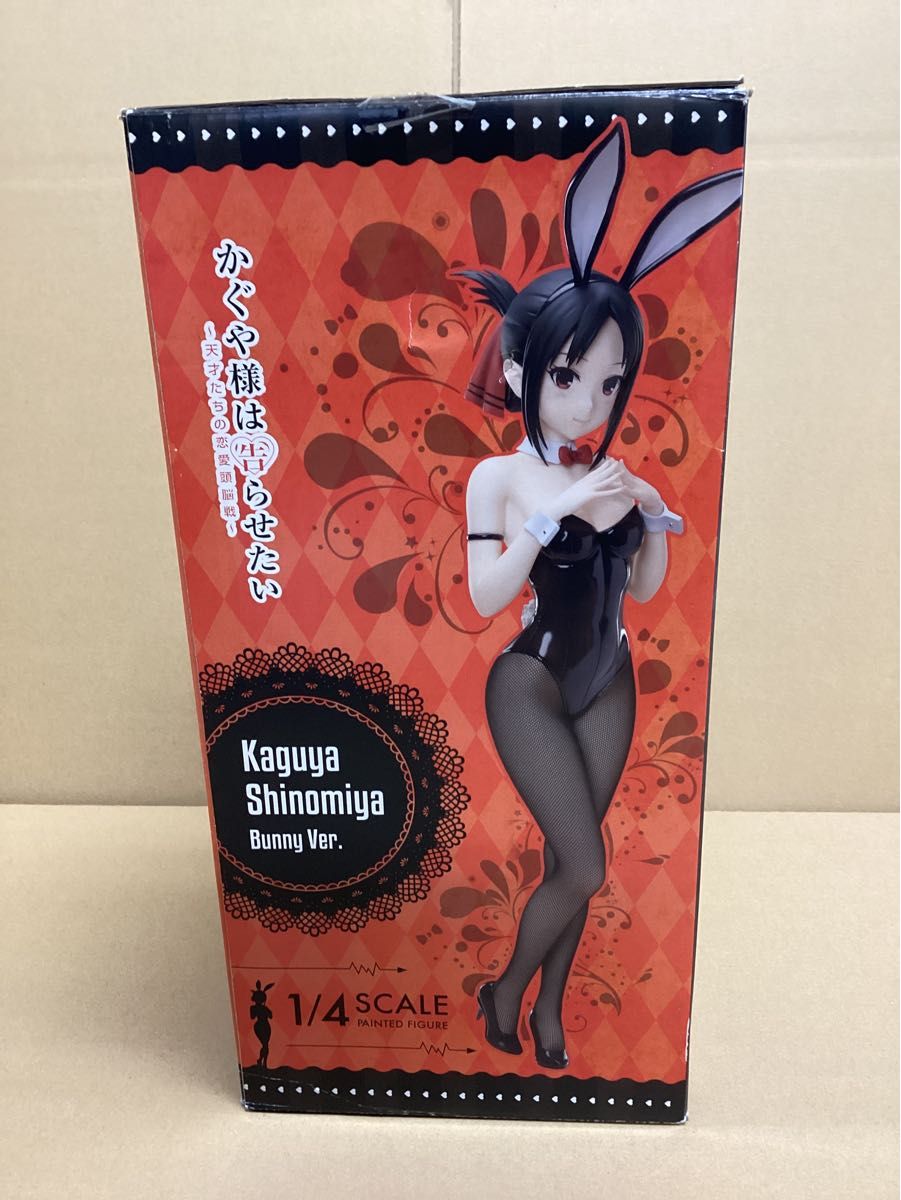 かぐや様は告らせたい
～天才たちの恋愛頭脳戦～
Kaguya
Shinomiya
Bunny Ver.
1/4 SCALE
PAINTED FIGURE